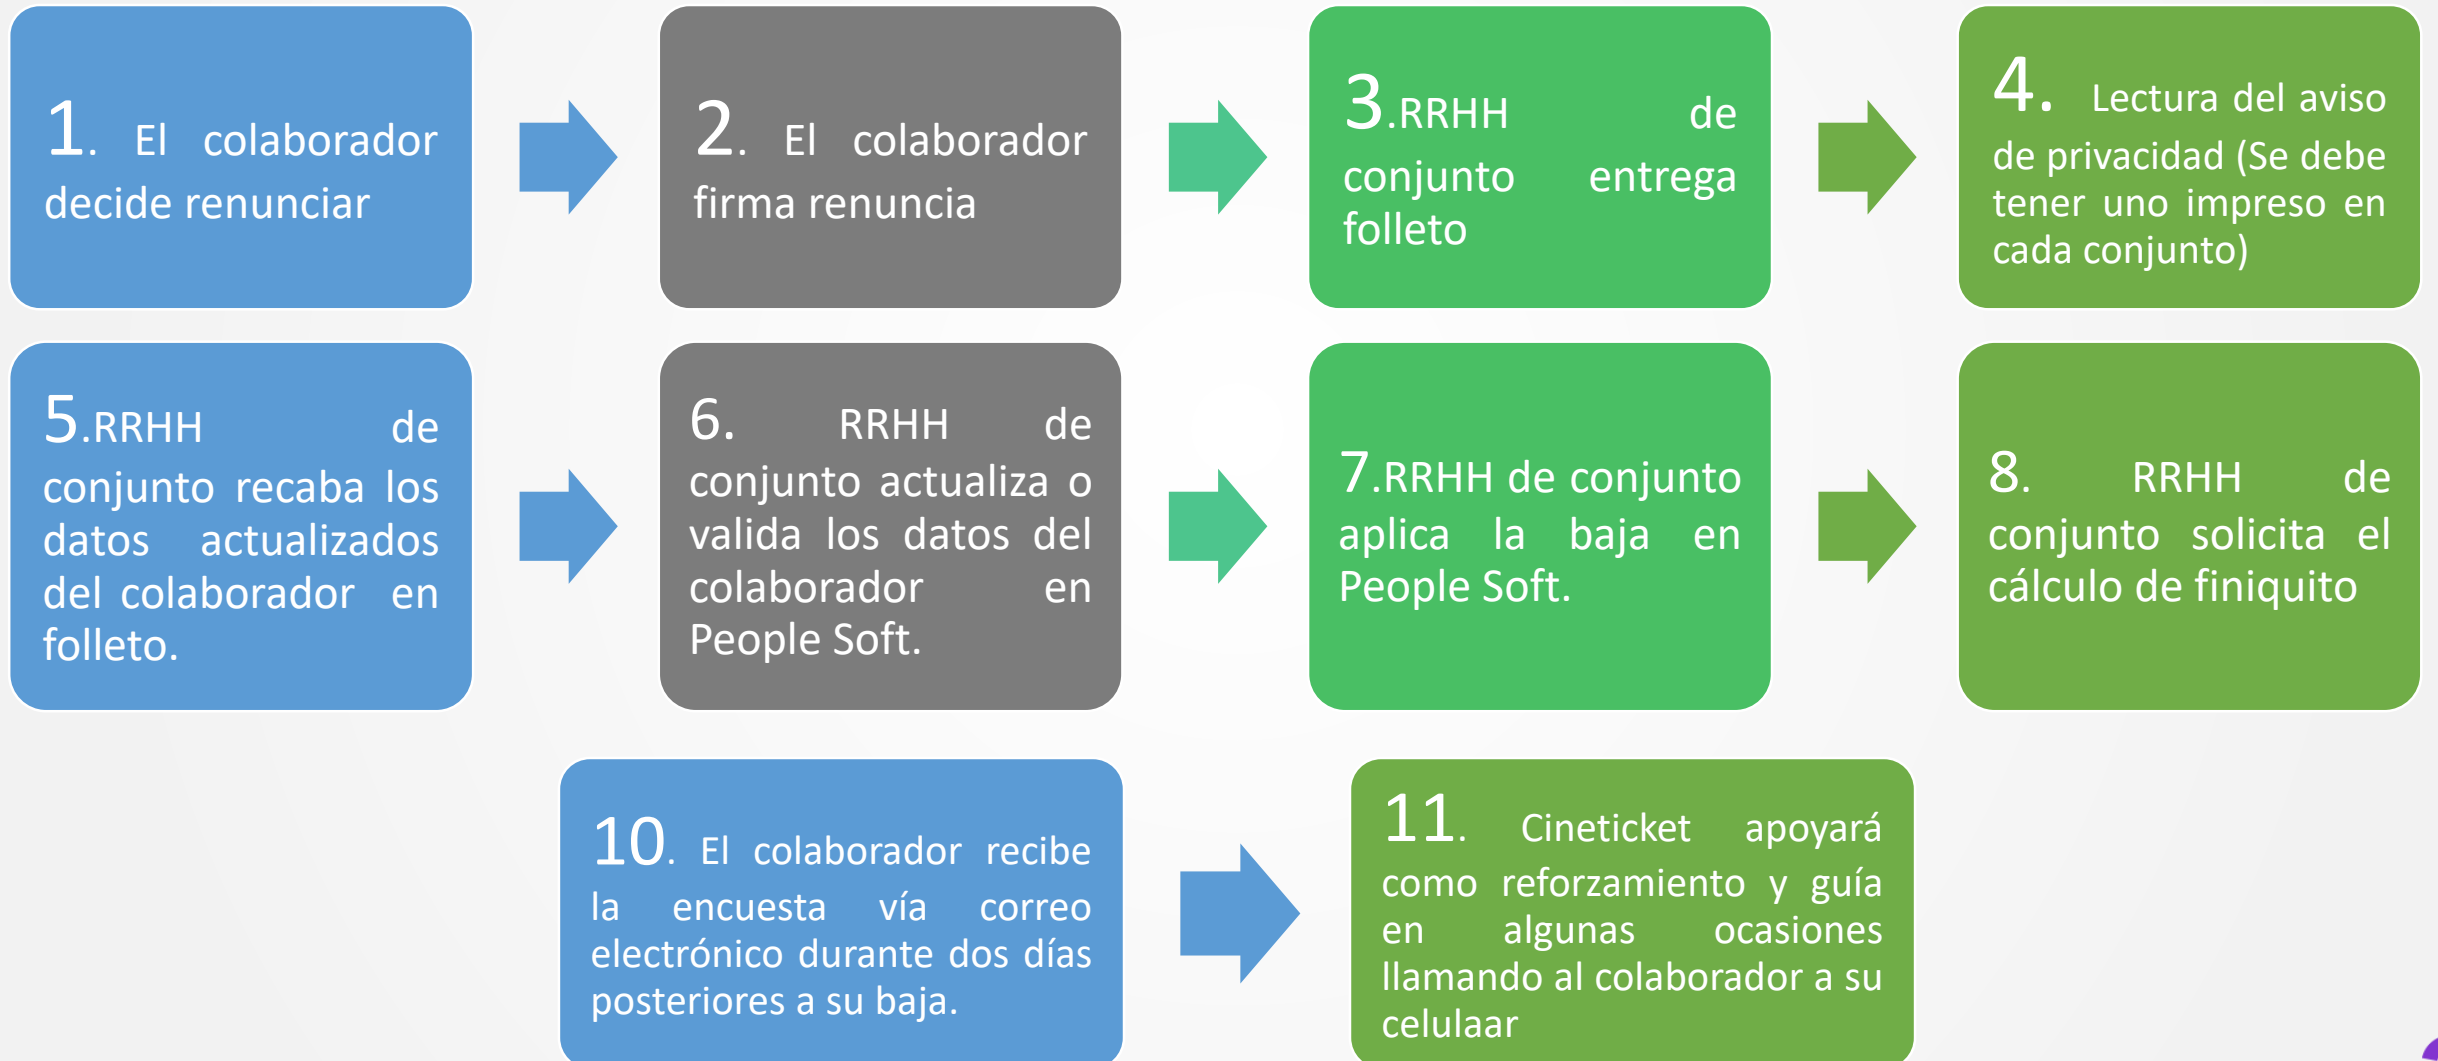 1. El colaborador
decide renunciar
2. El colaborador
firma renuncia
3.RRHH de
conjunto entrega
folleto
4. Lectura del aviso
de privacidad (Se debe
tener uno impreso en
cada conjunto)
5.RRHH de
conjunto recaba los
datos actualizados
del colaborador en
folleto.
6. RRHH de
conjunto actualiza o
valida los datos del
colaborador en
People Soft.
7.RRHH de conjunto
aplica la baja en
People Soft.
8. RRHH de
conjunto solicita el
cálculo de finiquito
10. El colaborador recibe
la encuesta vía correo
electrónico durante dos días
posteriores a su baja.
11. Cineticket apoyará
como reforzamiento y guía
en algunas ocasiones
llamando al colaborador a su
celulaar